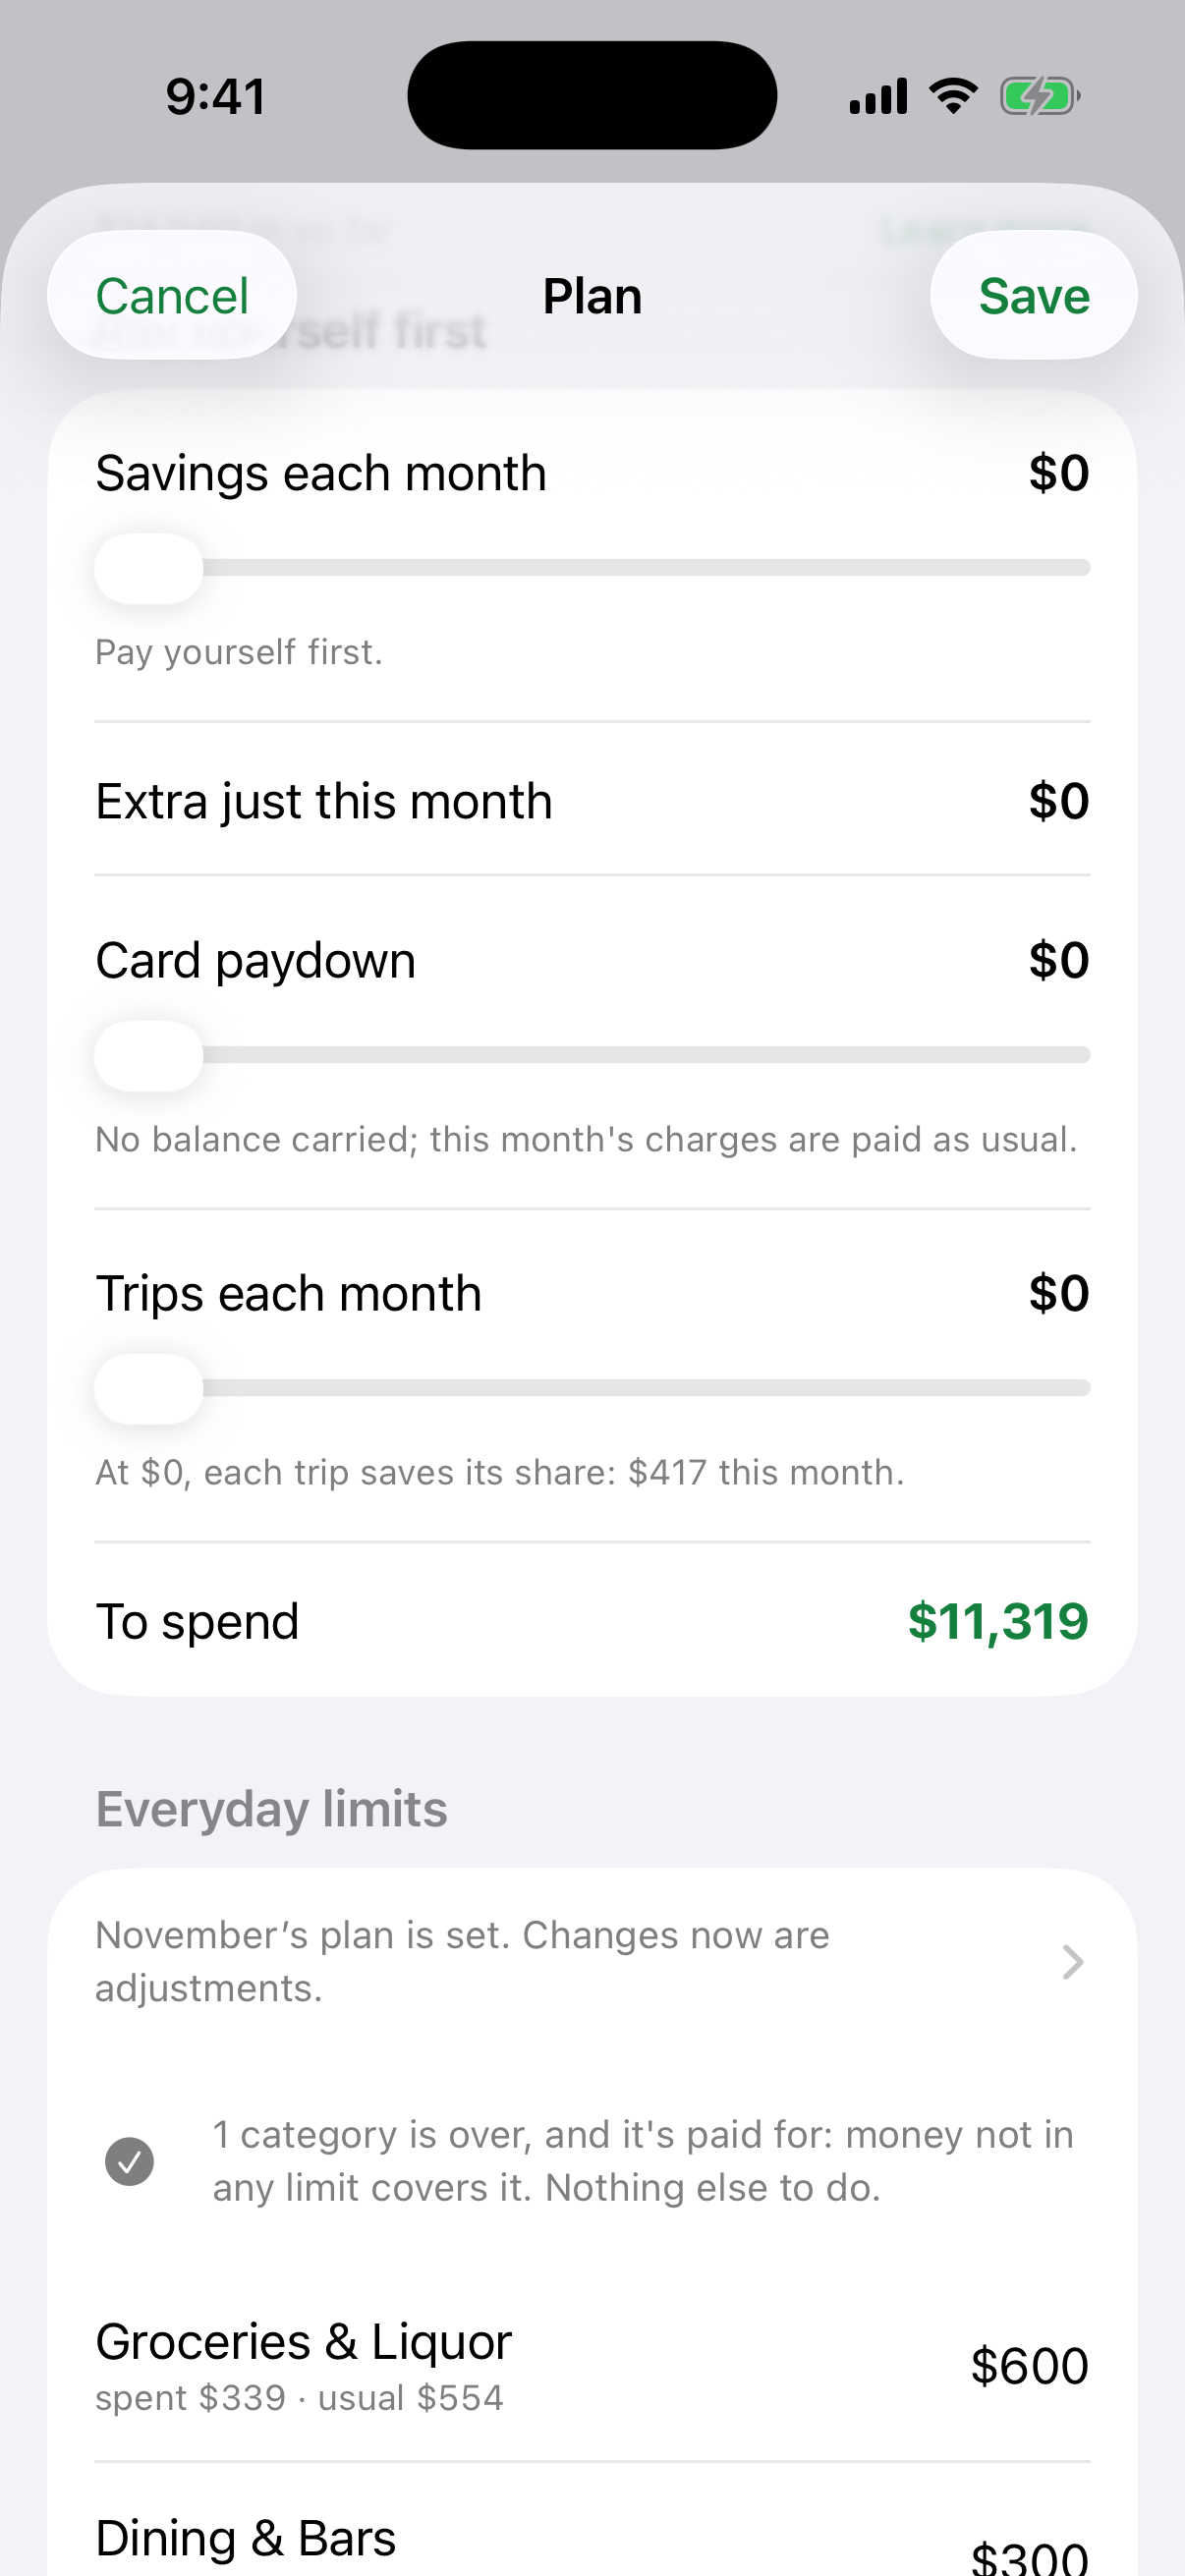 9:41
Cancel
Plan
Save
Savings each month
$0
Pay yourself first.
Extra just this month
$0
Card paydown
$0
No balance carried; this month's charges are paid as usual.
Trips each month
$0
At $0, each trip saves its share: $417 this month.
To spend
$11,319
Everyday limits
November’s plan is set. Changes now are
adjustments.
1 category is over, and it's paid for: money not in
any limit covers it. Nothing else to do.
Groceries & Liquor
$600
spent $339 · usual $554
Dining & Bars
$300